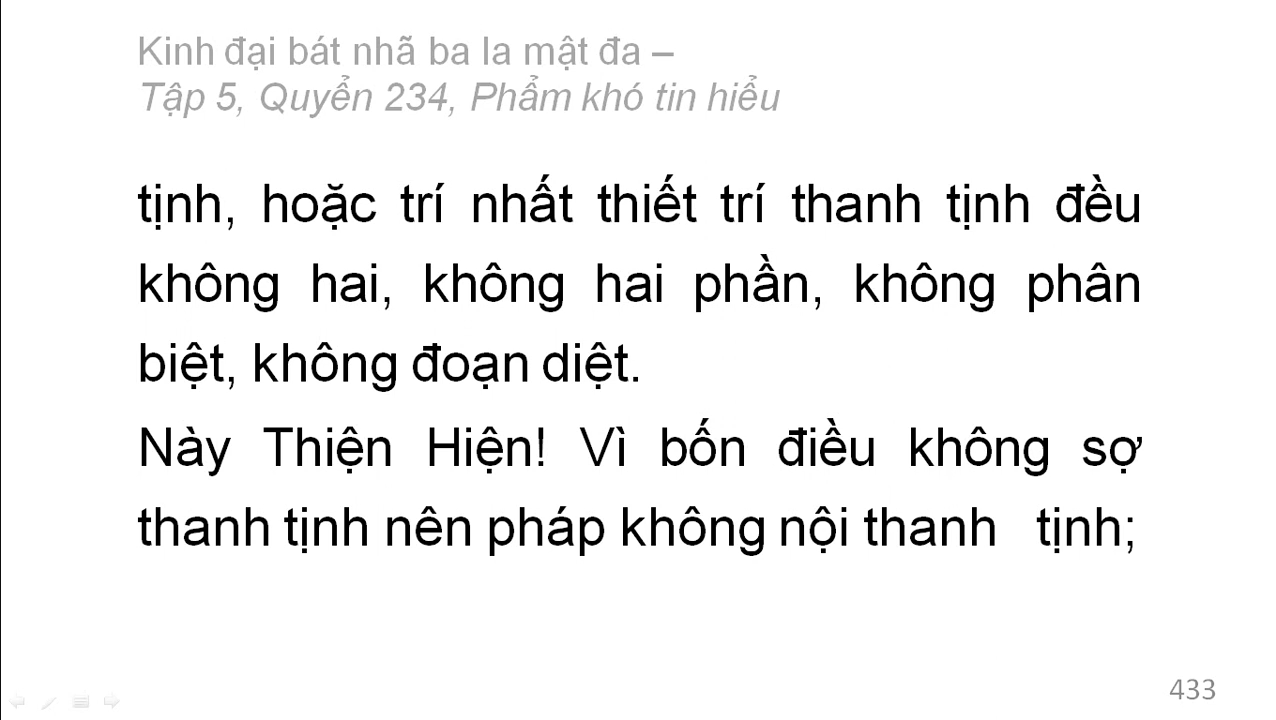 Kinh đại bát nhã ba la mật đa –
Tập 5, Quyển 234, Phẩm khó tin hiểu
tịnh, hoặc trí nhất thiết trí thanh tịnh đều
không hai, không hai phần, không phân
biệt, không đoạn diệt.
Này Thiện Hiện! Vì bốn điều không sợ
thanh tịnh nên pháp không nội thanh tịnh;
433